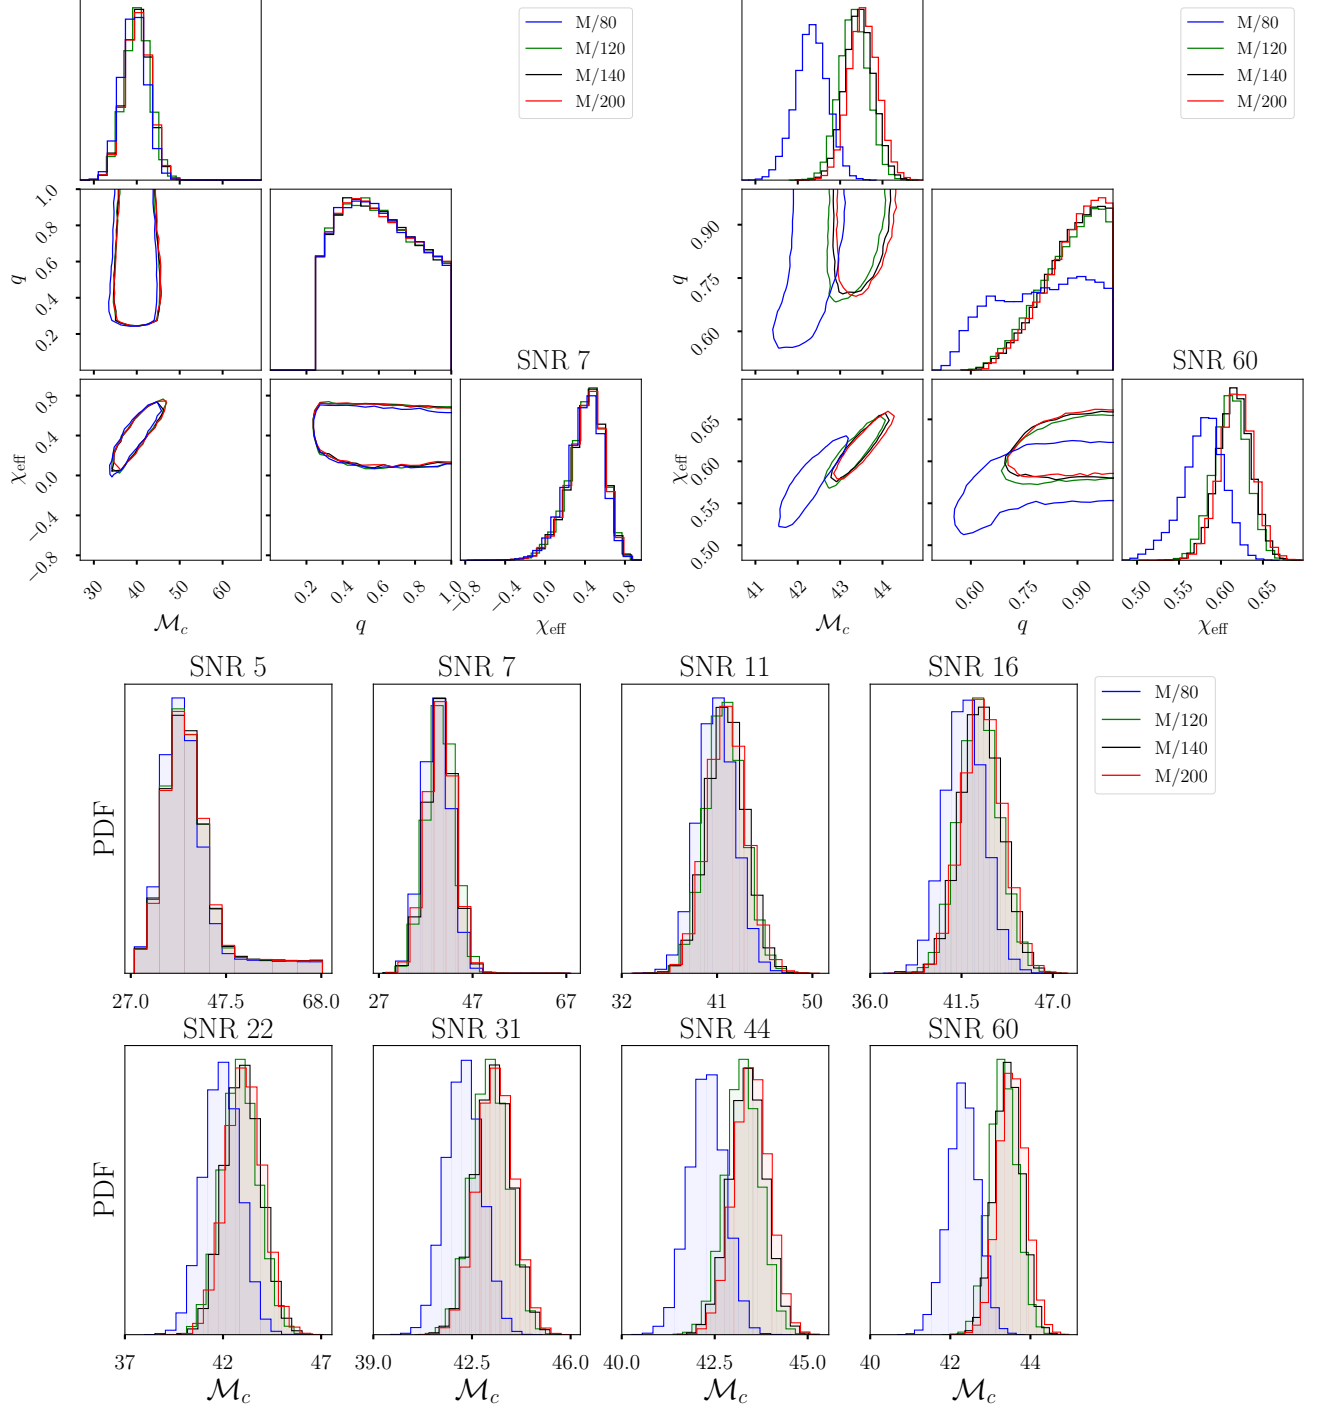 M/80
M/120
M/140
M/200
M/80
M/120
M/140
M/200
1.0
0.8
0.6
0.4
0.2
q
0.90
0.75
0.60
q
SNR 7
SNR 60
0.8
0.4
0.0
−0.4
−0.8
χeff
0.65
0.60
0.55
0.50
χeff
30 40 50 60
0.2 0.4 0.6 0.8 1.0
−0.8 −0.4 0.0 0.4 0.8
41 42 43 44
0.60 0.75 0.90
0.50 0.55 0.60 0.65
ℳc q χeff
ℳc q χeff
SNR 5 SNR 7 SNR 11 SNR 16
M/80
M/120
M/140
M/200
PDF
27.0 47.5 68.0
27 47 67
32 41 50
36.0 41.5 47.0
SNR 22 SNR 31 SNR 44 SNR 60
PDF
37 42 47
39.0 42.5 46.0
40.0 42.5 45.0
40 42 44
ℳc ℳc ℳc ℳc